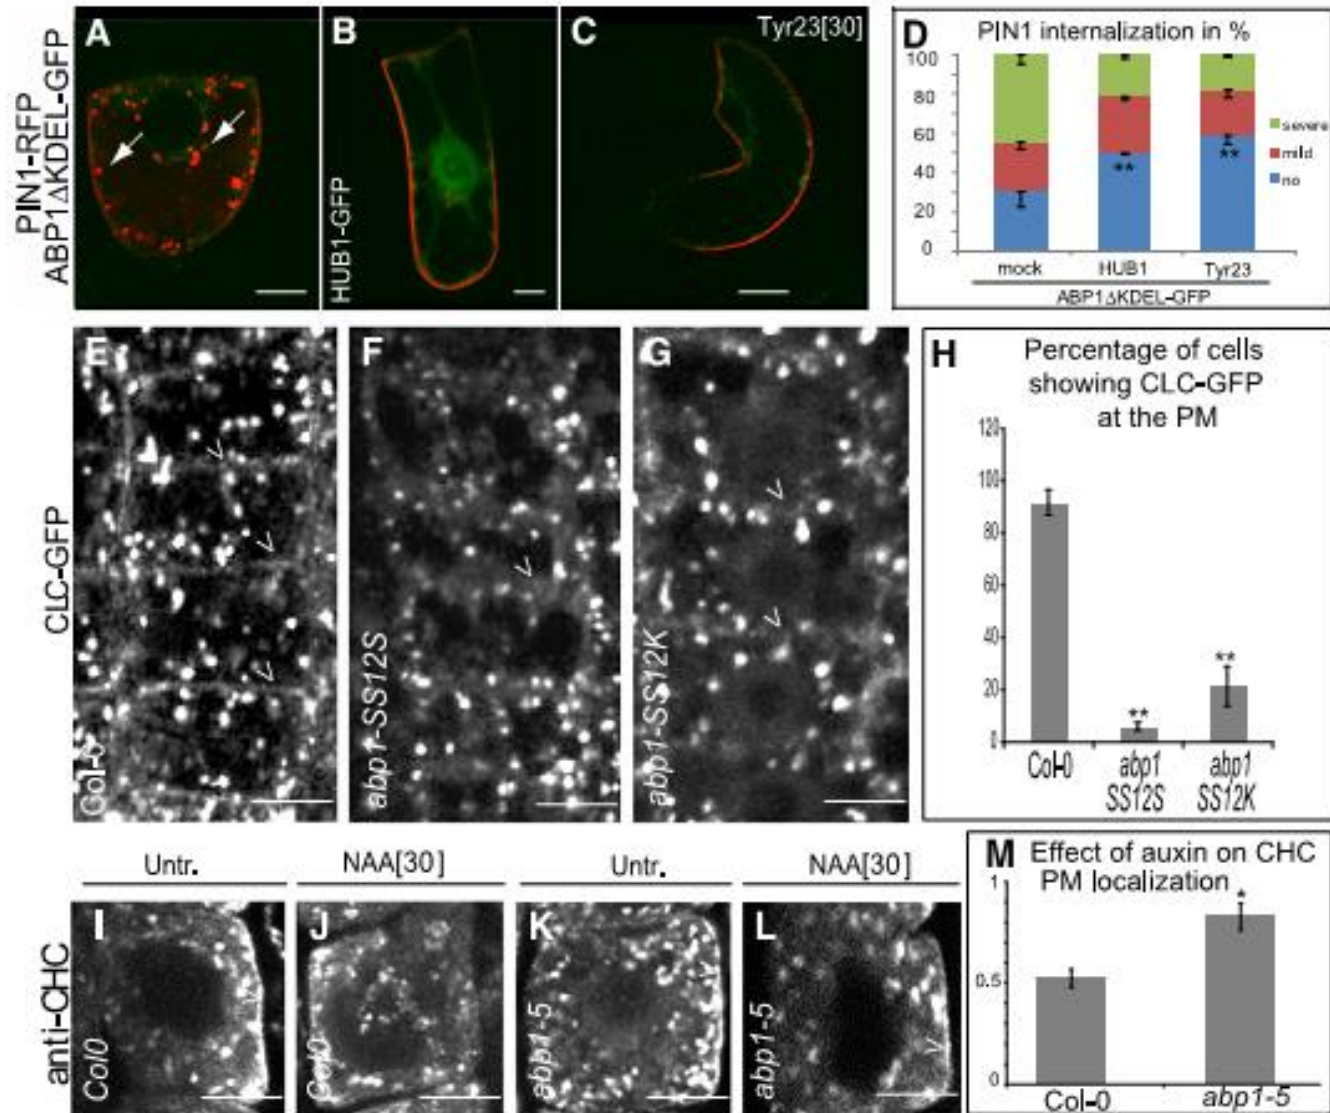 PIN1-RFP
ABP1ΔKDEL-GFP
A
B
HUB1-GFP
C
Tyr23[30]
D
PIN1 internalization in %
100
80
60
40
20
0
**
**
severe
mild
no
mock
HUB1
Tyr23
ABP1ΔKDEL-GFP
CLC-GFP
E
Col-0
F
abp1-SS12S
G
abp1-SS12K
H
Percentage of cells
showing CLC-GFP
at the PM
120
100
80
60
40
20
0
**
**
Col-0
abp1
SS12S
abp1
SS12K
Untr.
NAA[30]
Untr.
NAA[30]
anti-CHC
I
Col0
J
Col0
K
abp1-5
L
abp1-5
M
Effect of auxin on CHC
PM localization
1
0.5
0
*
Col-0
abp1-5